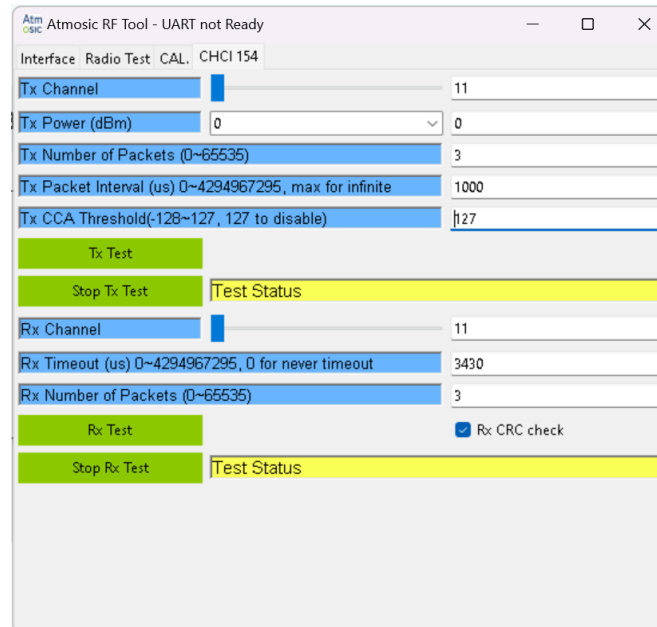 Atmosic Atmosic RF Tool - UART not Ready
Interface Radio Test CAL. CHCI 154
Tx Channel 11
Tx Power (dBm) 0 0
Tx Number of Packets (0~65535) 3
Tx Packet Interval (us) 0~4294967295, max for infinite 1000
Tx CCA Threshold(-128~127, 127 to disable) 127
Tx Test
Stop Tx Test Test Status
Rx Channel 11
Rx Timeout (us) 0~4294967295, 0 for never timeout 3430
Rx Number of Packets (0~65535) 3
Rx Test Rx CRC check
Stop Rx Test Test Status